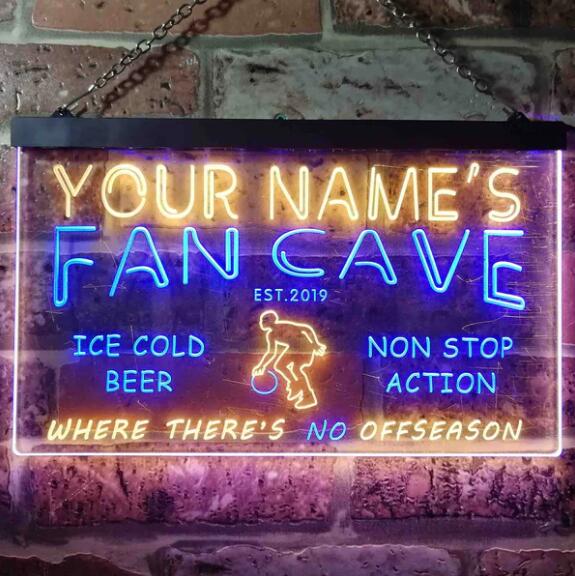 YOUR NAME'S
FAN CAVE
EST.2019
ICE COLD
BEER
NON STOP
ACTION
WHERE THERE'S NO OFFSEASON